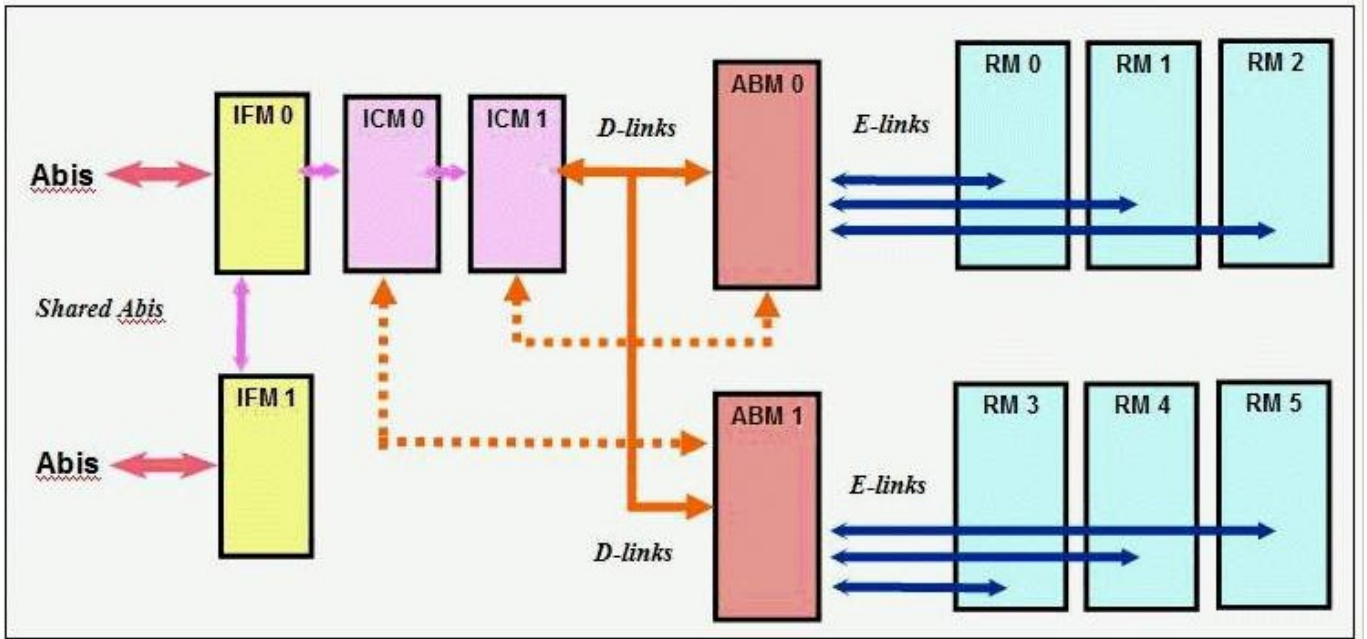 IFM 0
ICM 0
ICM 1
ABM 0
RM 0
RM 1
RM 2
D-links
E-links
Abis
Shared Abis
IFM 1
ABM 1
RM 3
RM 4
RM 5
Abis
E-links
D-links